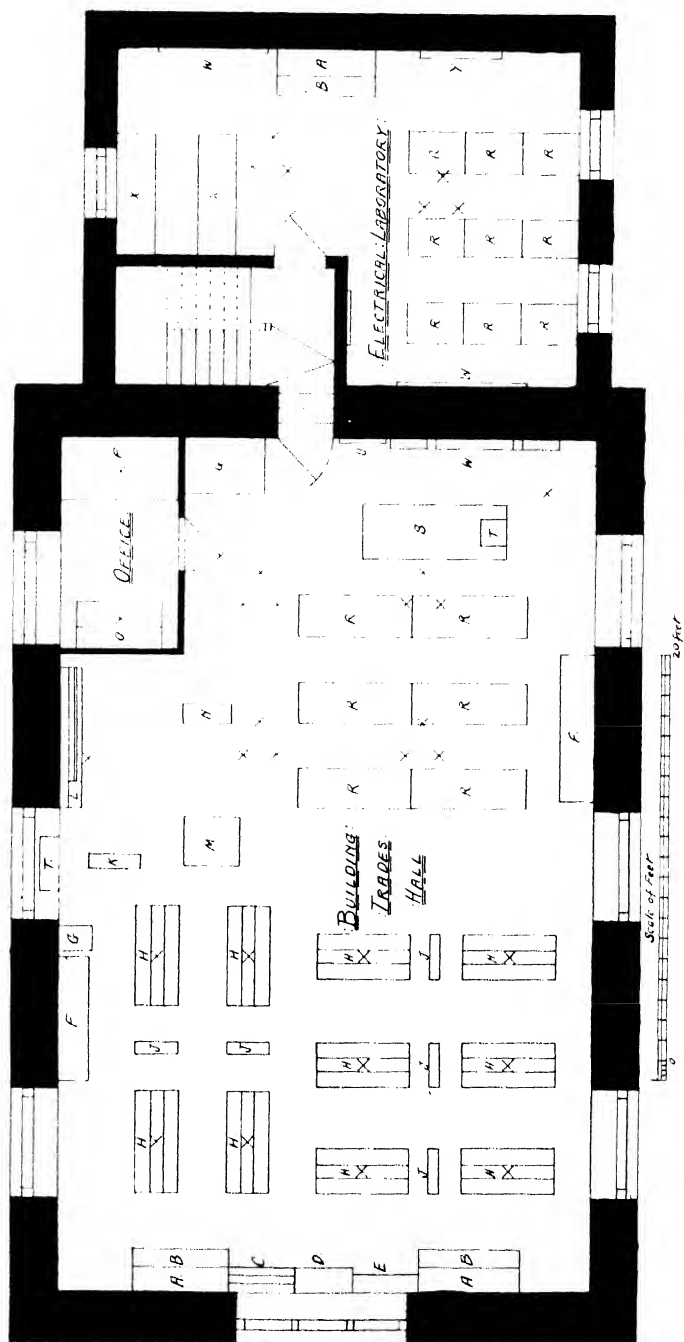 W
B A
Y
X
ELECTRICAL: LABORATORY:
R R R
R R R
R R R
OFFICE
P
O
G
U
W
S
T
R R
R R
R R
N
L
M
K
T
F
G
F
BUILDING:
TRADES
HALL
H H
H H
J J
H J H
H J H
H J H
A B
C
D
E
A B
Scale of Feet
0
20 feet